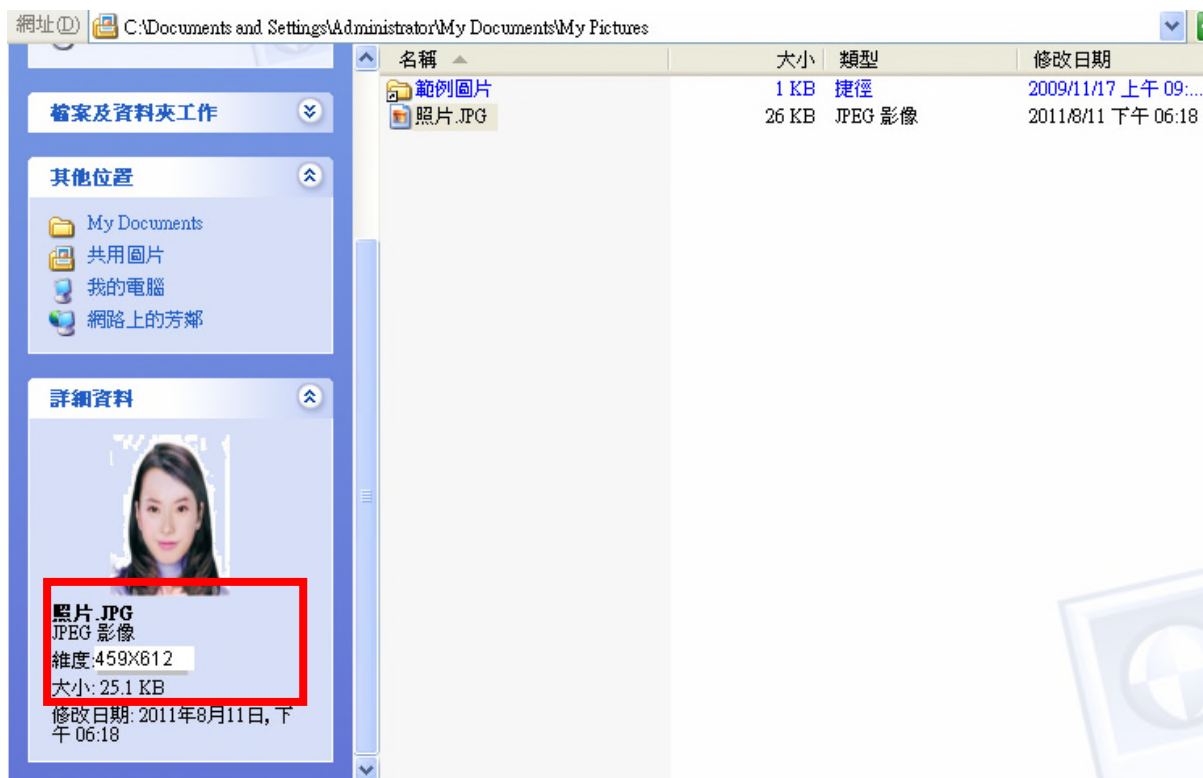 網址(D) C:\Documents and Settings\Administrator\My Documents\My Pictures
名稱 大小 類型 修改日期
範例圖片 1 KB 捷徑 2009/11/17 上午 09:...
照片.JPG 26 KB JPEG 影像 2011/8/11 下午 06:18
檔案及資料夾工作
其他位置
My Documents
共用圖片
我的電腦
網路上的芳鄰
詳細資料
照片.JPG
JPEG 影像
維度:459X612
大小: 25.1 KB
修改日期: 2011年8月11日, 下
午 06:18